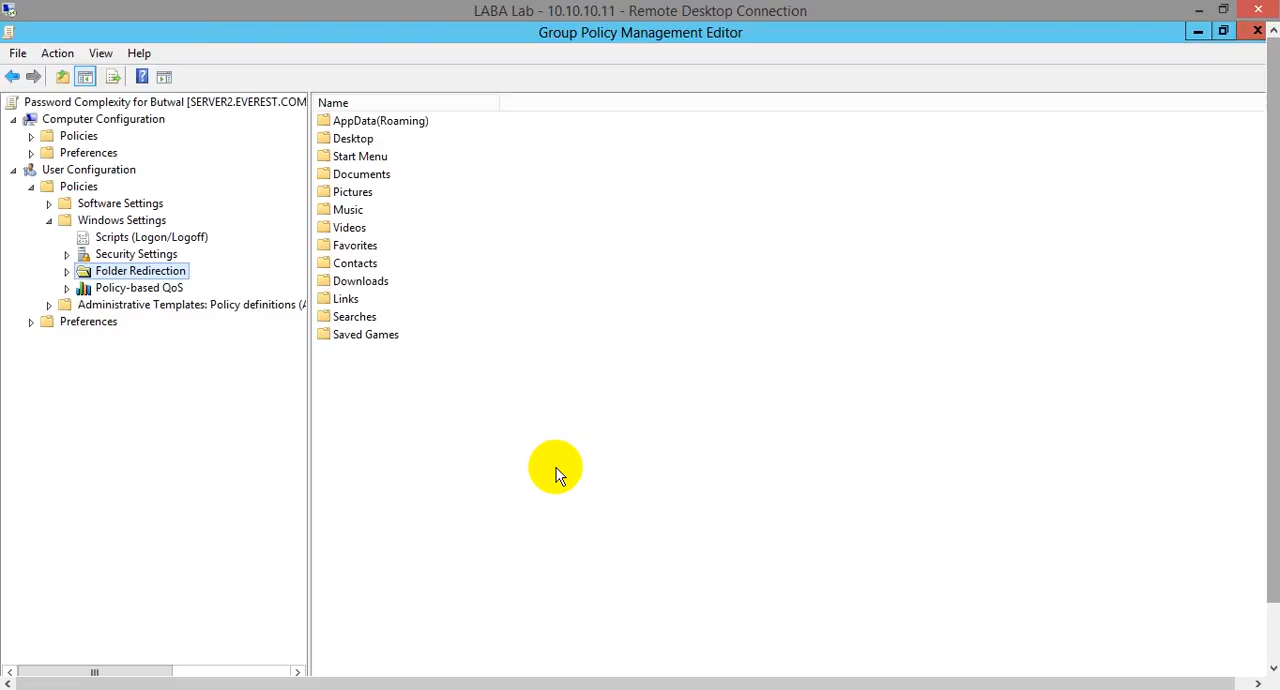 LABA Lab - 10.10.10.11 - Remote Desktop Connection
Group Policy Management Editor
File Action View Help
Password Complexity for Butwal [SERVER2.EVEREST.COM
Computer Configuration
Policies
Preferences
User Configuration
Policies
Software Settings
Windows Settings
Scripts (Logon/Logoff)
Security Settings
Folder Redirection
Policy-based QoS
Administrative Templates: Policy definitions (A
Preferences
Name
AppData(Roaming)
Desktop
Start Menu
Documents
Pictures
Music
Videos
Favorites
Contacts
Downloads
Links
Searches
Saved Games